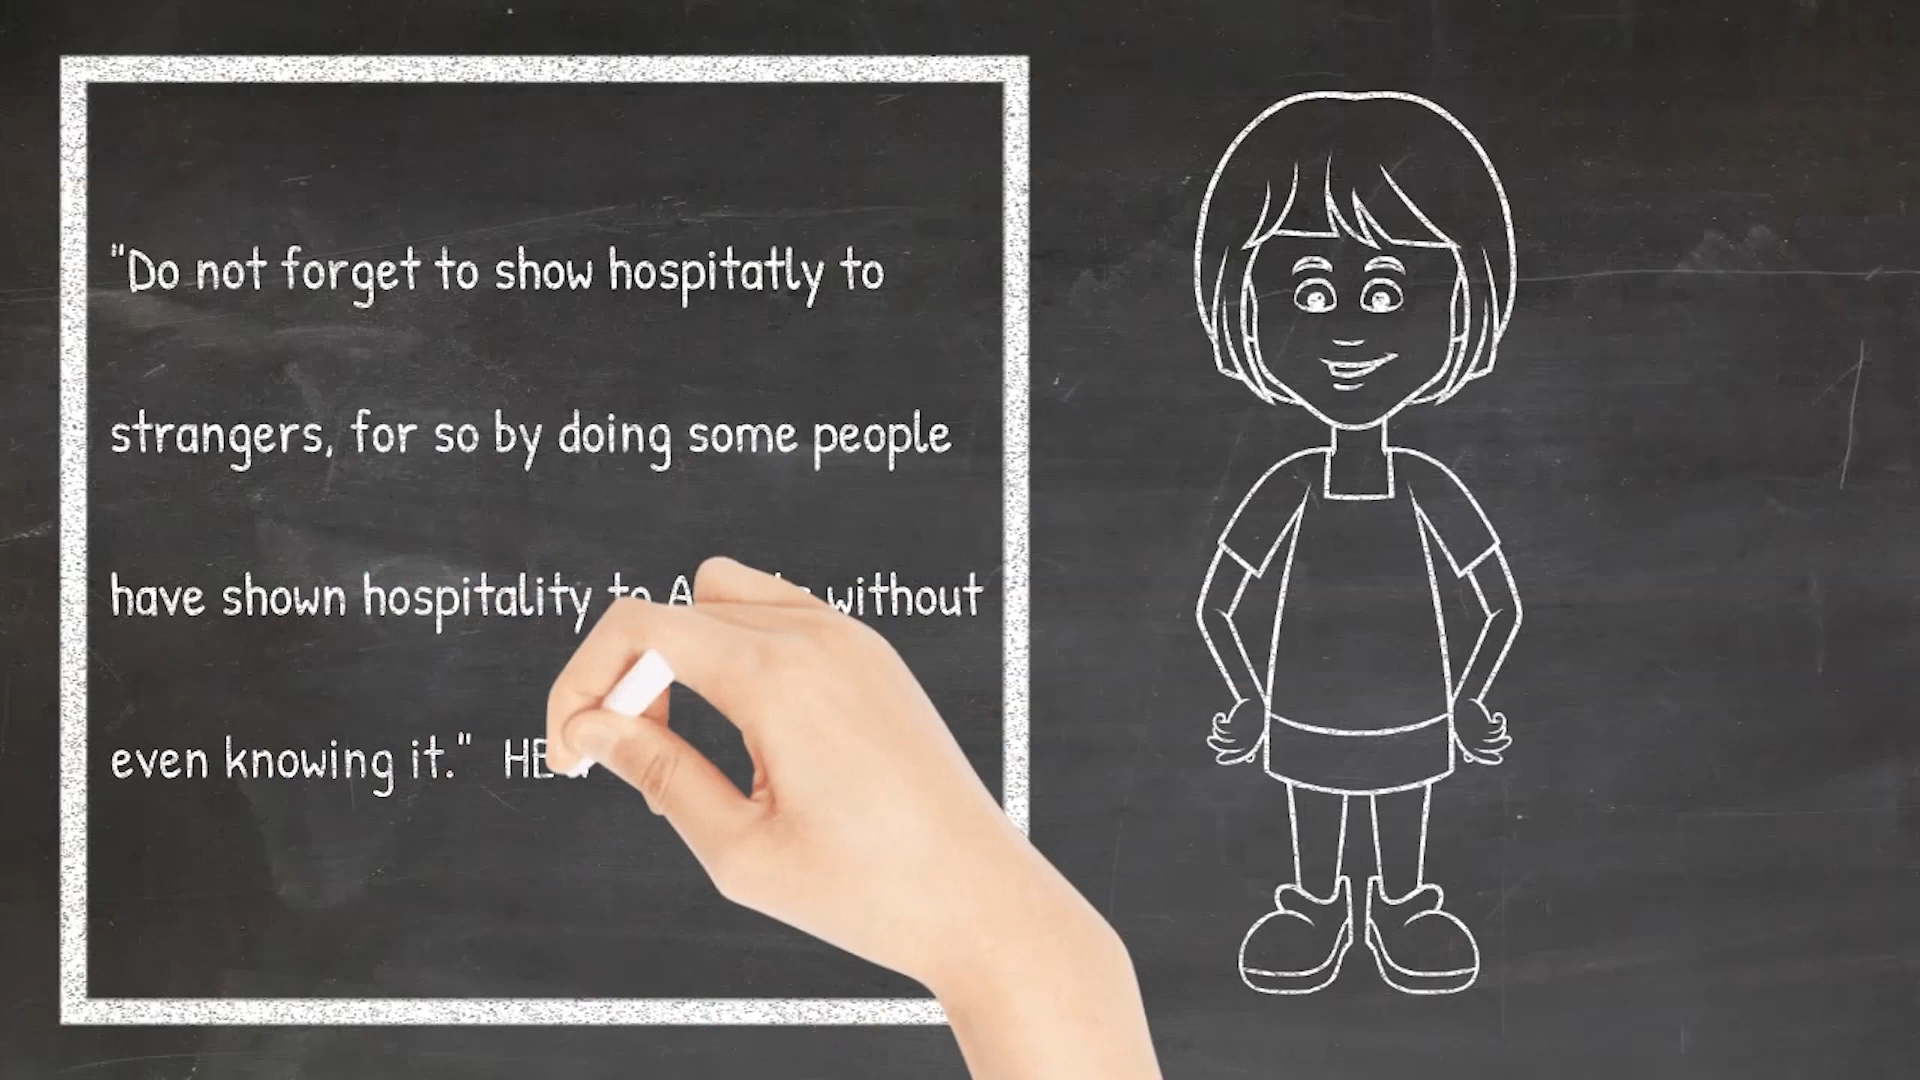 "Do not forget to show hospitatly to
strangers, for so by doing some people
have shown hospitality to without
even knowing it." HE